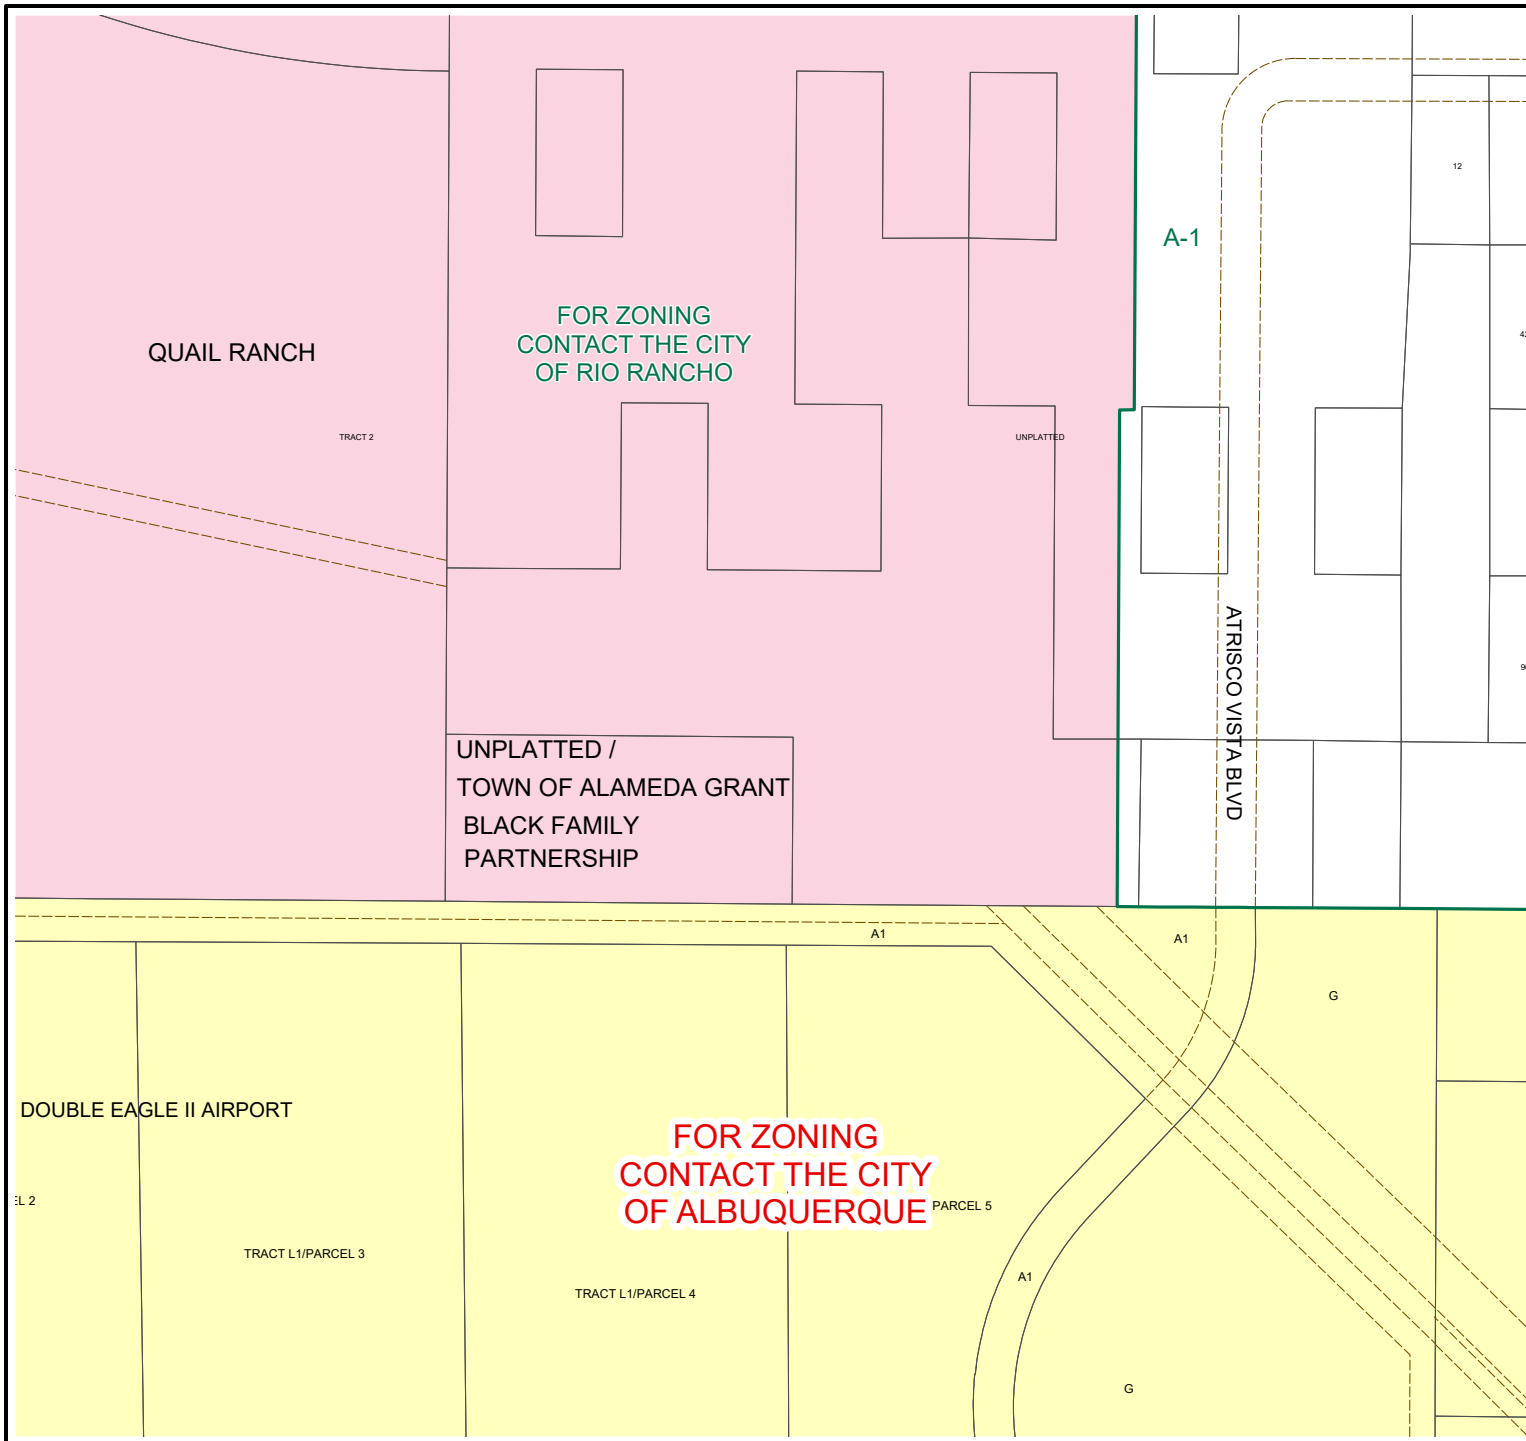 12
A-1
FOR ZONING
CONTACT THE CITY
OF RIO RANCHO
QUAIL RANCH
TRACT 2
UNPLATTED
ATRISCO VISTA BLVD
UNPLATTED /
TOWN OF ALAMEDA GRANT
BLACK FAMILY
PARTNERSHIP
A1
A1
G
DOUBLE EAGLE II AIRPORT
FOR ZONING
CONTACT THE CITY
OF ALBUQUERQUE
EL 2
PARCEL 5
TRACT L1/PARCEL 3
A1
TRACT L1/PARCEL 4
G